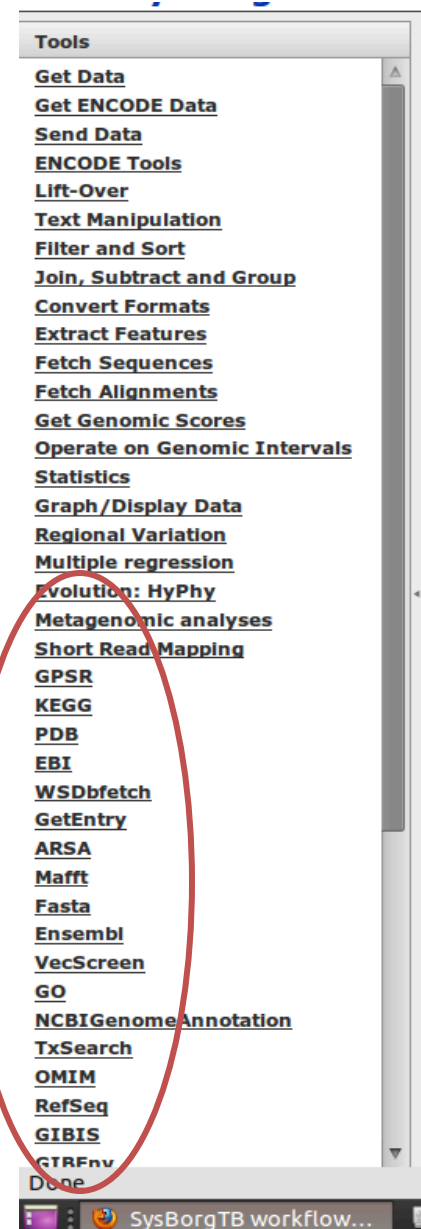 Tools
Get Data
Get ENCODE Data
Send Data
ENCODE Tools
Lift-Over
Text Manipulation
Filter and Sort
Join, Subtract and Group
Convert Formats
Extract Features
Fetch Sequences
Fetch Alignments
Get Genomic Scores
Operate on Genomic Intervals
Statistics
Graph/Display Data
Regional Variation
Multiple regression
Evolution: HyPhy
Metagenomic analyses
Short Read Mapping
GPSR
KEGG
PDB
EBI
WSDbfetch
GetEntry
ARSA
Mafft
Fasta
Ensembl
VecScreen
GO
NCBIGenomeAnnotation
TxSearch
OMIM
RefSeq
GIBIS
GIBEnv
Done
SysBorgTB workflow...